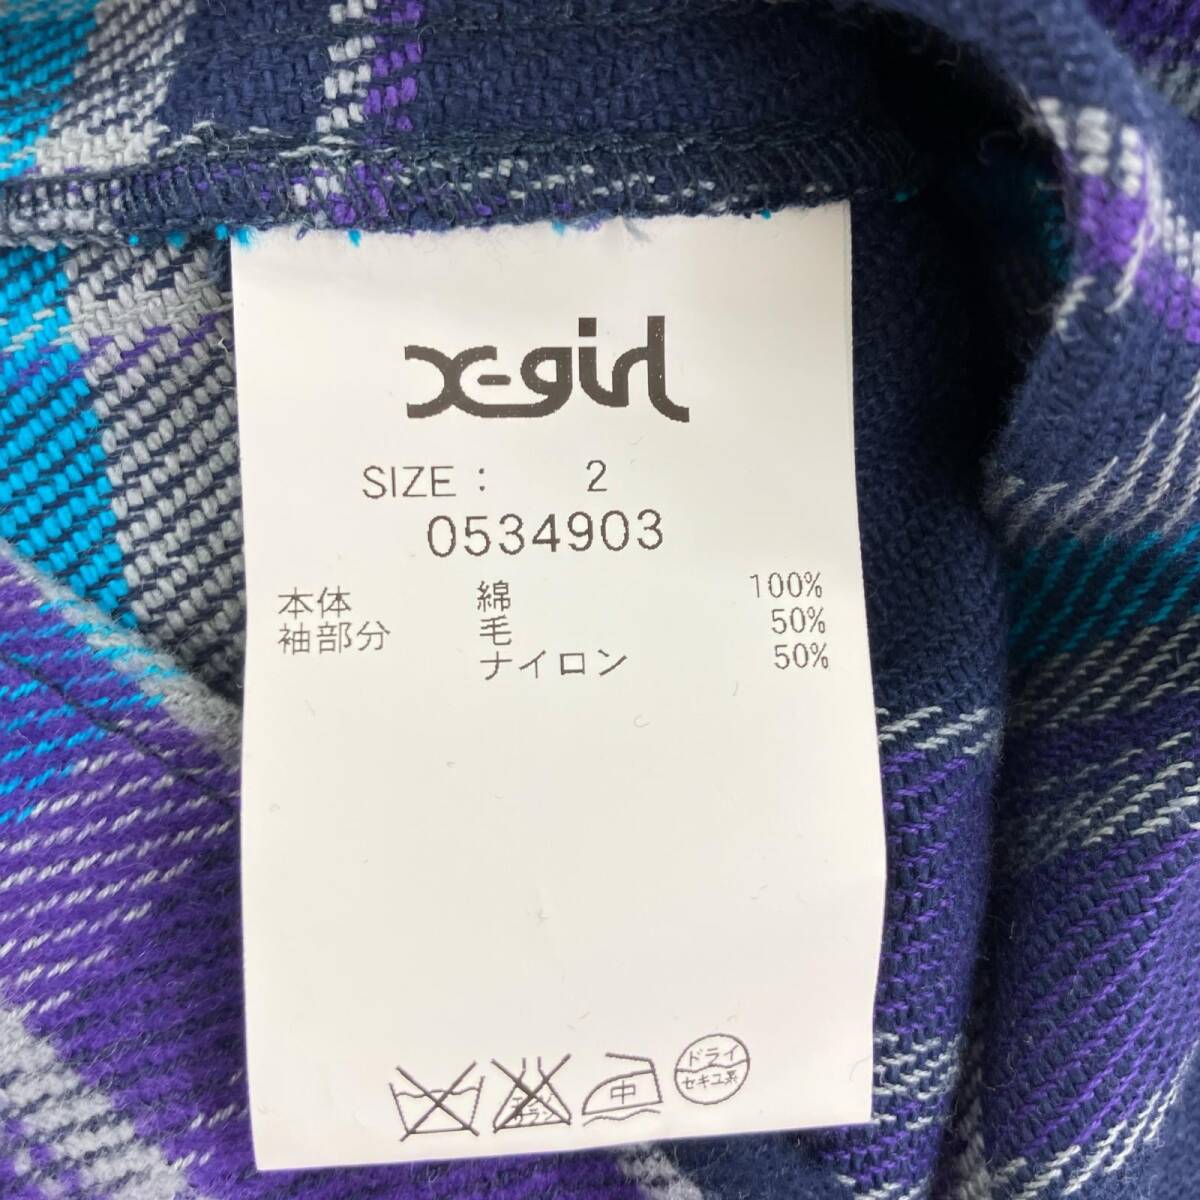 X-girl
SIZE : 2
0534903
本体 綿 100%
袖部分 毛 50%
ナイロン 50%
中
ドライ
セキユ系